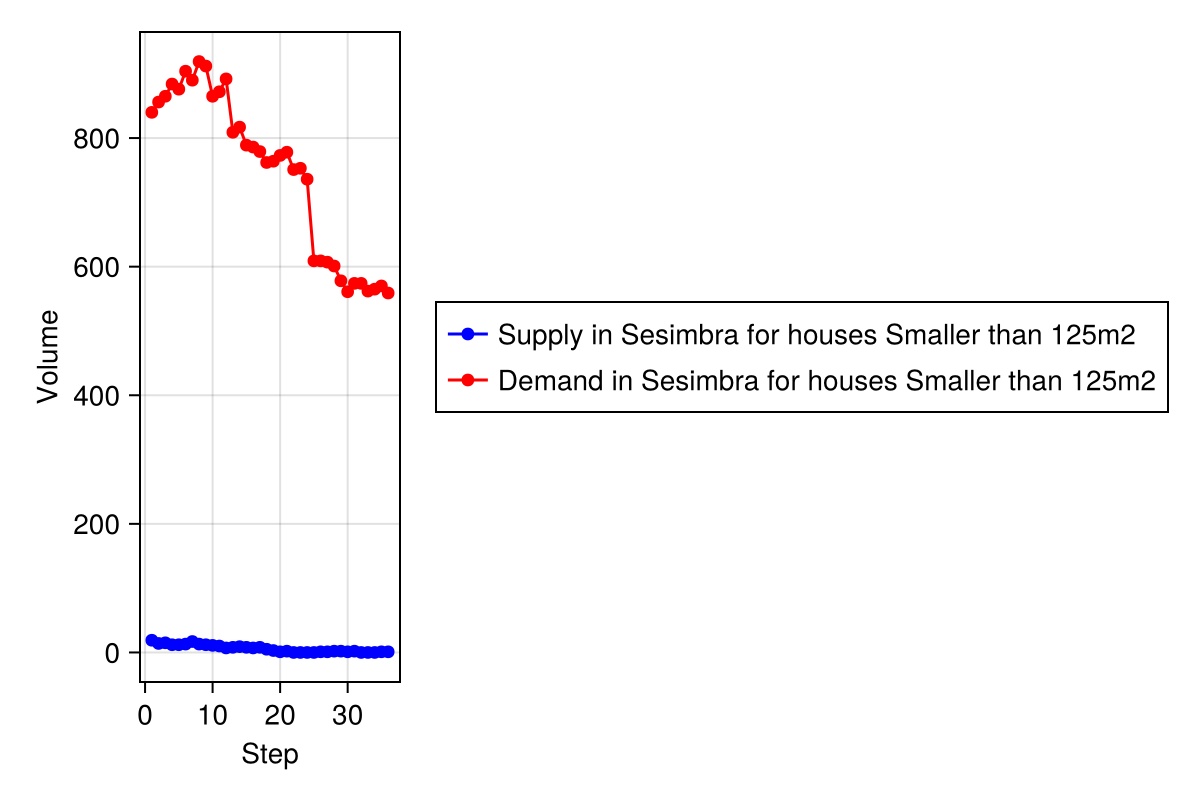 Volume
800
600
400
200
0
0 10 20 30
Step
Supply in Sesimbra for houses Smaller than 125m2
Demand in Sesimbra for houses Smaller than 125m2